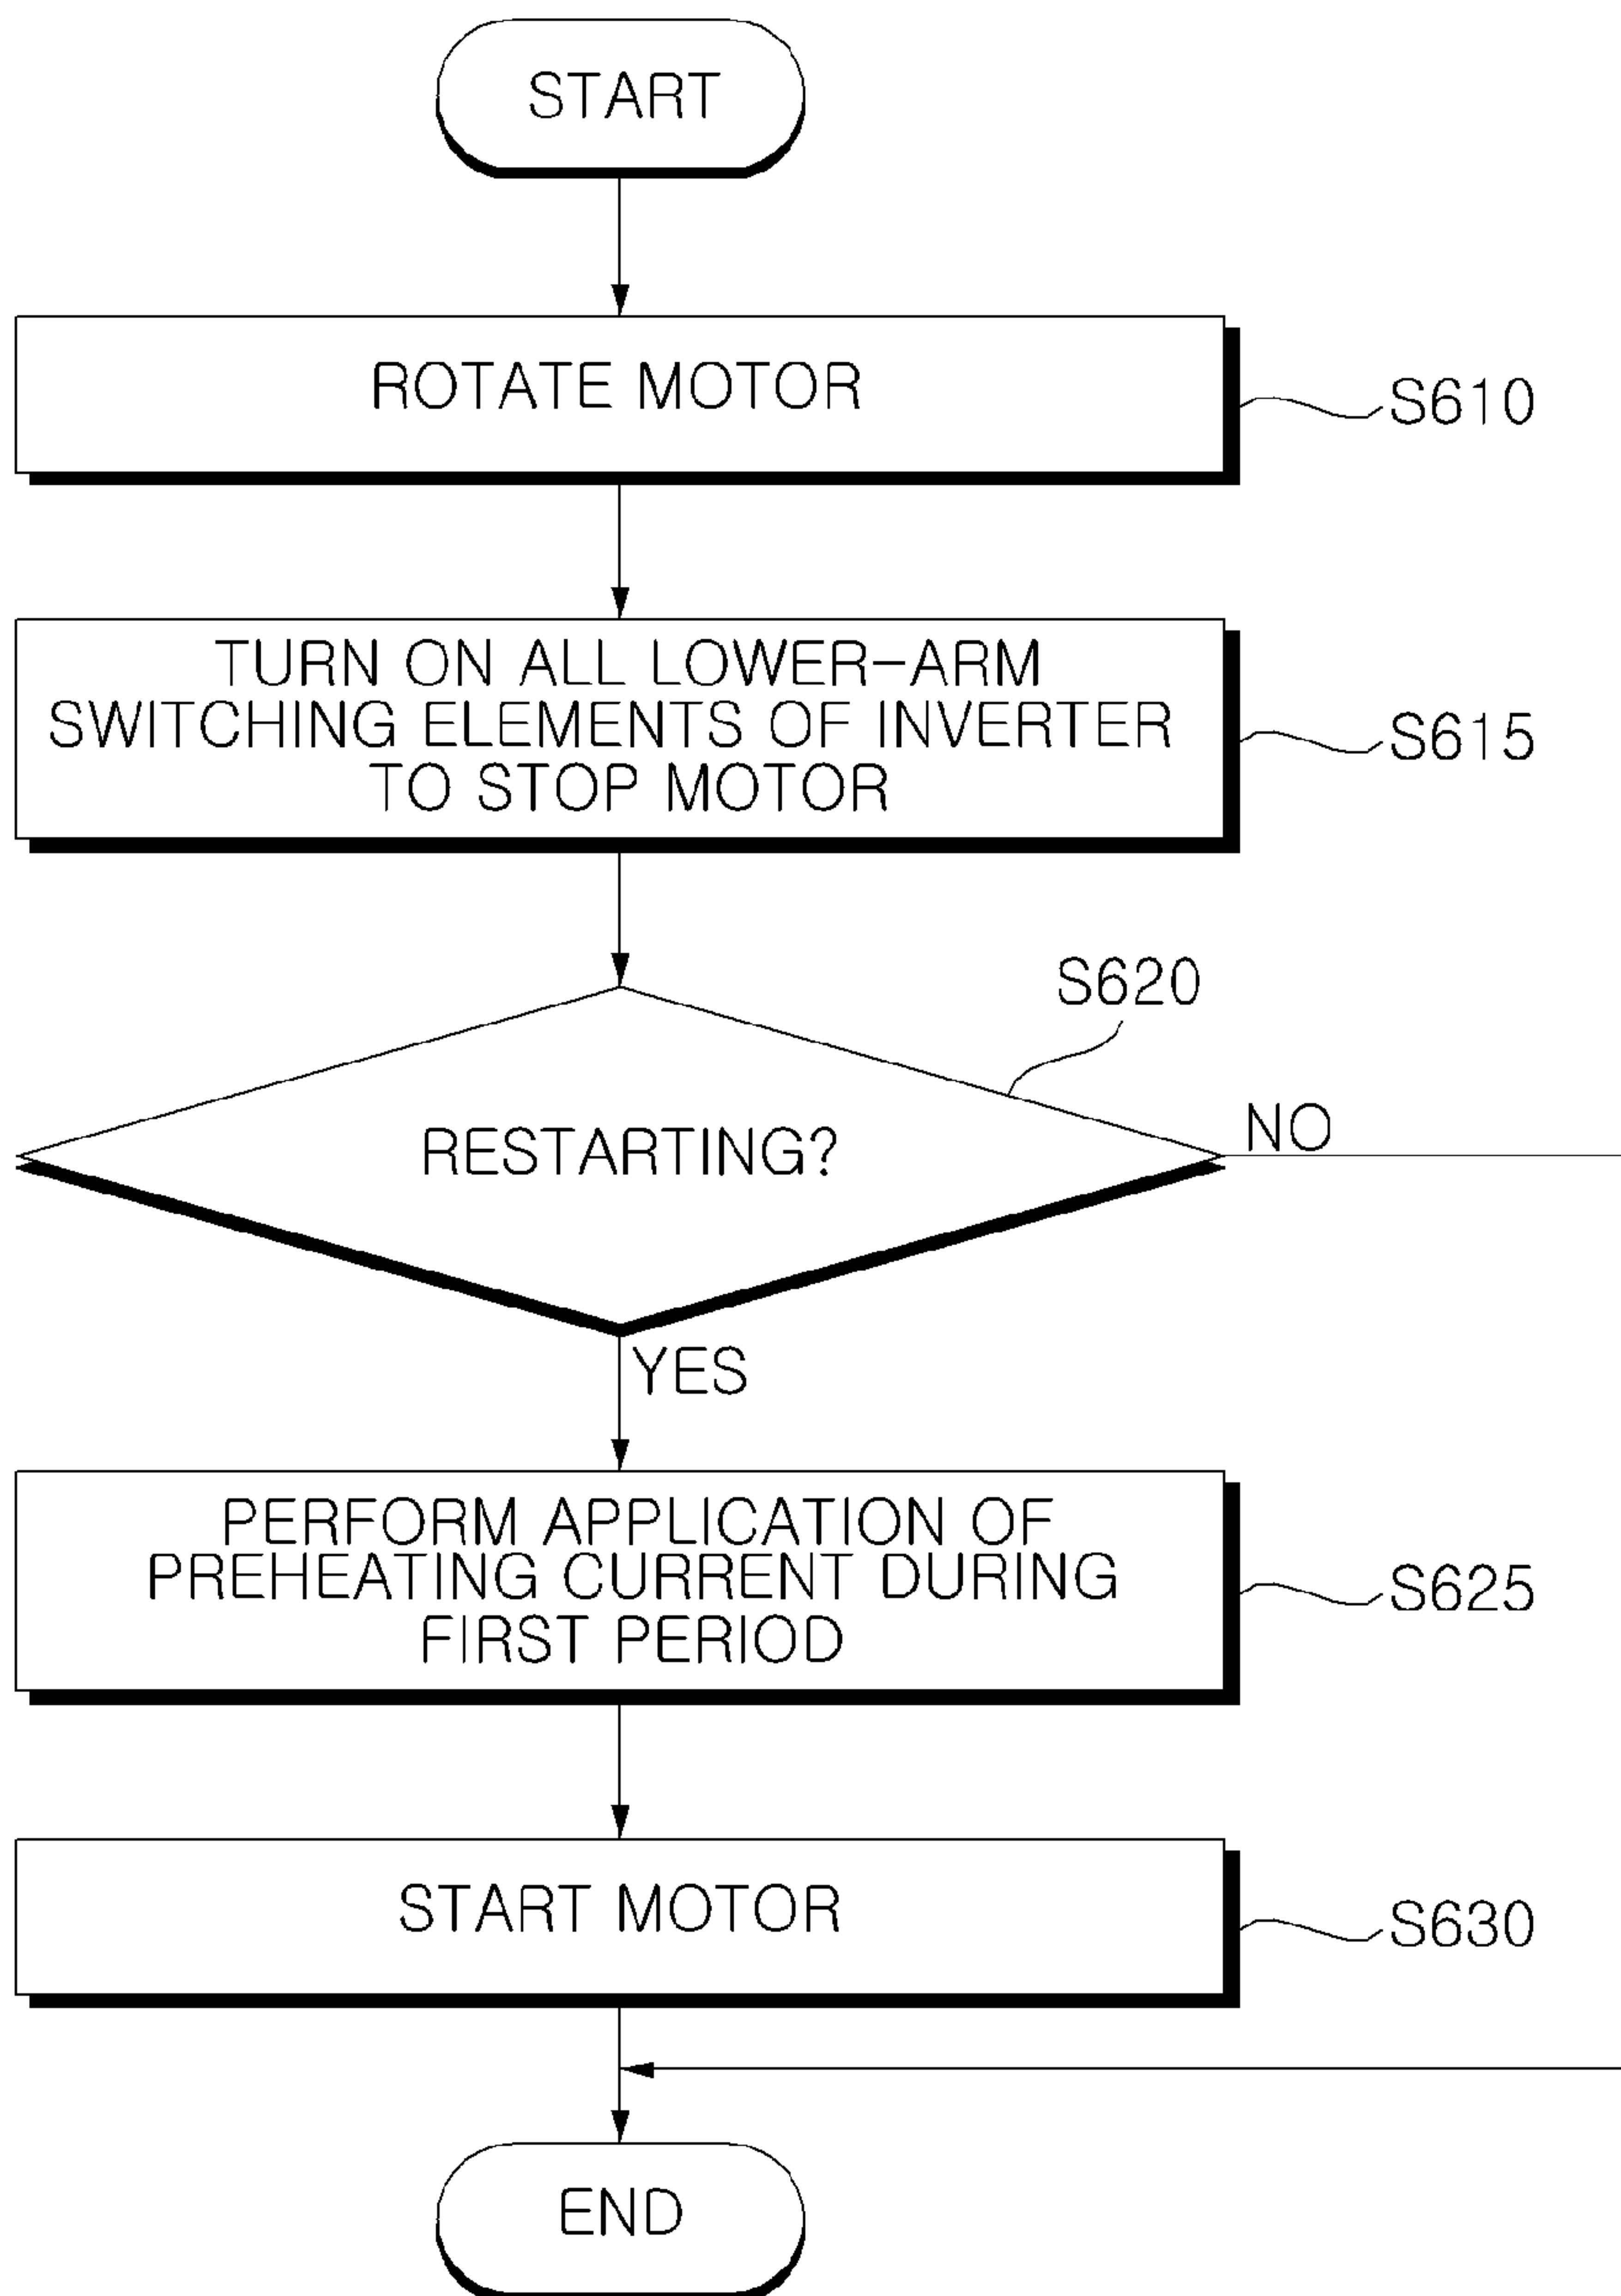 START
ROTATE MOTOR
S610
TURN ON ALL LOWER-ARM
SWITCHING ELEMENTS OF INVERTER
TO STOP MOTOR
S615
S620
RESTARTING?
NO
YES
PERFORM APPLICATION OF
PREHEATING CURRENT DURING
FIRST PERIOD
S625
START MOTOR
S630
END